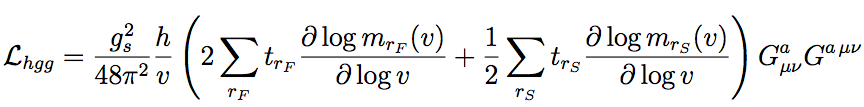 $\mathcal{L}_{hgg} = \frac{g_s^2}{48\pi^2} \frac{h}{v} \left( 2 \sum_{r_F} t_{r_F} \frac{\partial \log m_{r_F}(v)}{\partial \log v} + \frac{1}{2} \sum_{r_S} t_{r_S} \frac{\partial \log m_{r_S}(v)}{\partial \log v} \right) G^a_{\mu\nu} G^{a\,\mu\nu}$